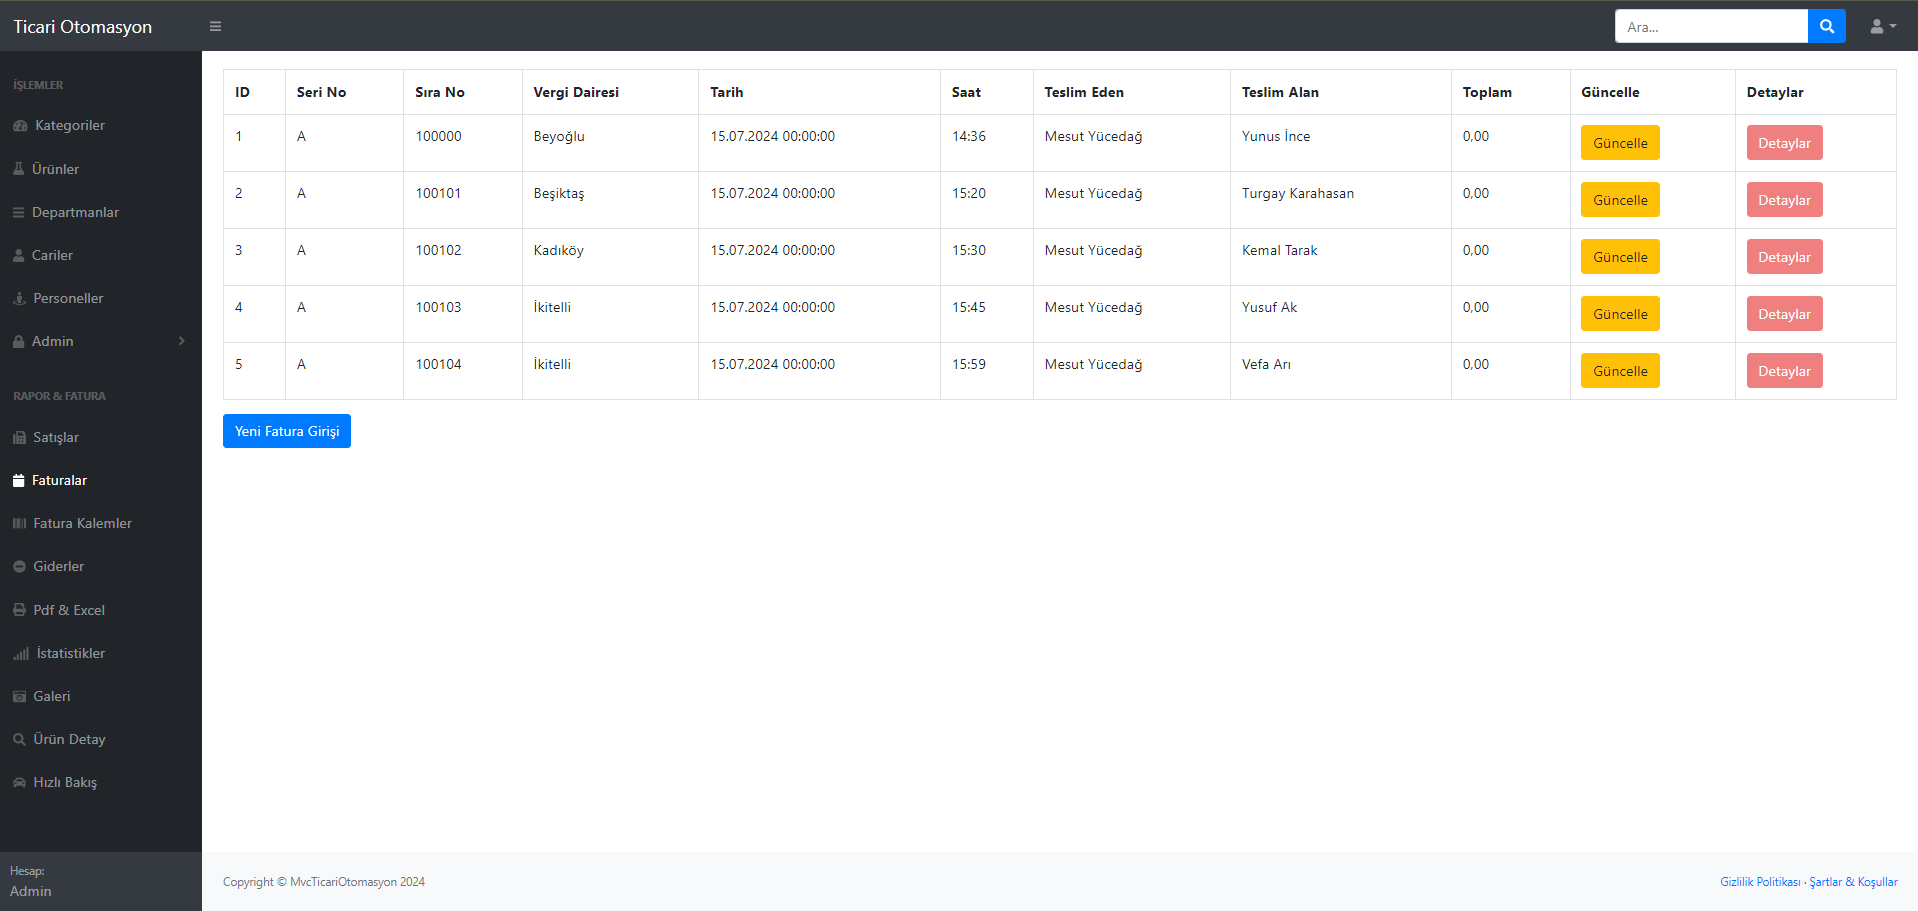 Ticari Otomasyon
Ara...
İŞLEMLER
Kategoriler
Ürünler
Departmanlar
Cariler
Personeller
Admin
RAPOR & FATURA
Satışlar
Faturalar
Fatura Kalemler
Giderler
Pdf & Excel
İstatistikler
Galeri
Ürün Detay
Hızlı Bakış
Hesap:
Admin
ID Seri No Sıra No Vergi Dairesi Tarih Saat Teslim Eden Teslim Alan Toplam Güncelle Detaylar
1 A 100000 Beyoğlu 15.07.2024 00:00:00 14:36 Mesut Yücedağ Yunus İnce 0,00 Güncelle Detaylar
2 A 100101 Beşiktaş 15.07.2024 00:00:00 15:20 Mesut Yücedağ Turgay Karahasan 0,00 Güncelle Detaylar
3 A 100102 Kadıköy 15.07.2024 00:00:00 15:30 Mesut Yücedağ Kemal Tarak 0,00 Güncelle Detaylar
4 A 100103 İkitelli 15.07.2024 00:00:00 15:45 Mesut Yücedağ Yusuf Ak 0,00 Güncelle Detaylar
5 A 100104 İkitelli 15.07.2024 00:00:00 15:59 Mesut Yücedağ Vefa Arı 0,00 Güncelle Detaylar
Yeni Fatura Girişi
Copyright © MvcTicariOtomasyon 2024
Gizlilik Politikası · Şartlar & Koşullar